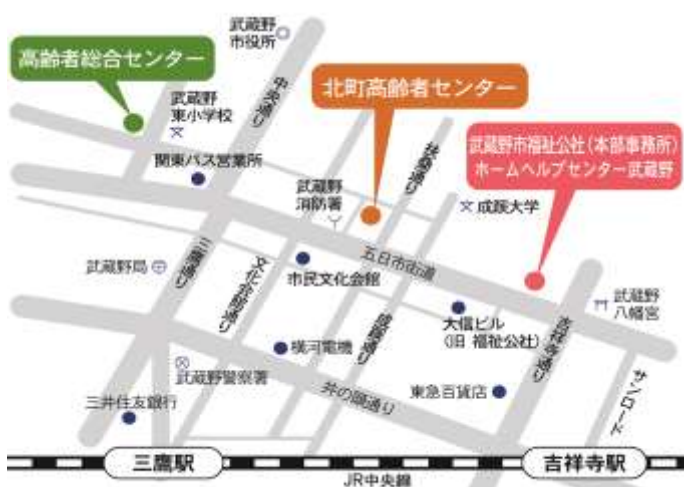 武蔵野
市役所
高齢者総合センター
中央通り
北町高齢者センター
武蔵野
東小学校
扶桑通り
武蔵野市福祉公社(本部事務所)
ホームヘルプセンター武蔵野
関東バス営業所
武蔵野
消防署
成蹊大学
五日市街道
武蔵野局
三鷹通り
文化会館通り
市民文化会館
成蹊通り
大信ビル
(旧 福祉公社)
吉祥寺通り
武蔵野
八幡宮
横河電機
武蔵野警察署
井の頭通り
東急百貨店
サンロード
三井住友銀行
三鷹駅
吉祥寺駅
JR中央線